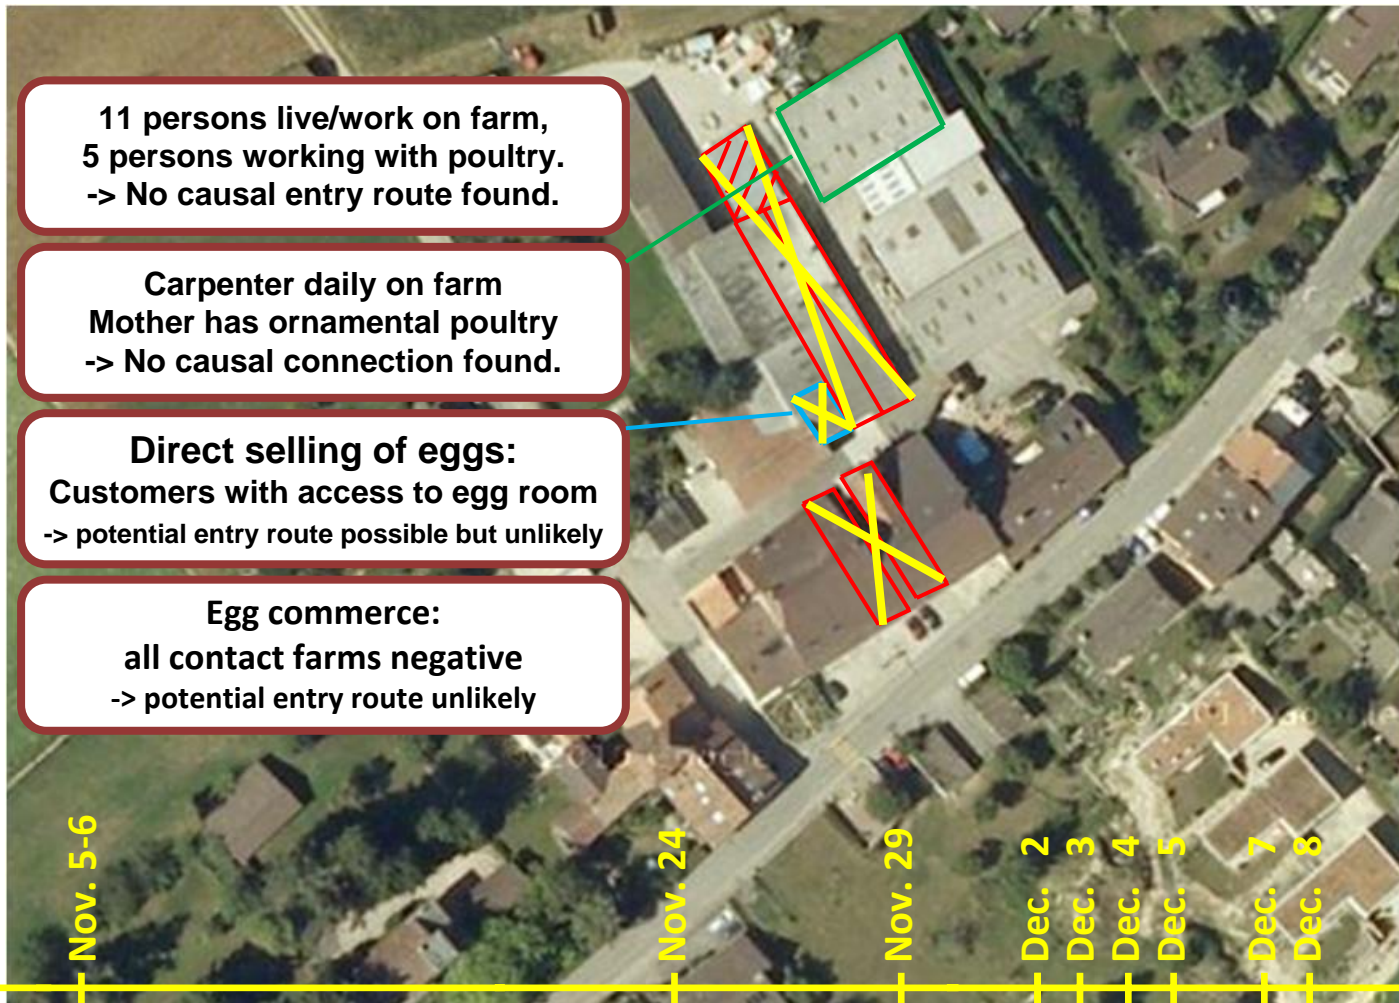 11 persons live/work on farm,
5 persons working with poultry.
-> No causal entry route found.
Carpenter daily on farm
Mother has ornamental poultry
-> No causal connection found.
Direct selling of eggs:
Customers with access to egg room
-> potential entry route possible but unlikely
Egg commerce:
all contact farms negative
-> potential entry route unlikely
Nov. 5-6
Nov. 24
Nov. 29
Dec. 2
Dec. 3
Dec. 4
Dec. 5
Dec. 7
Dec. 8